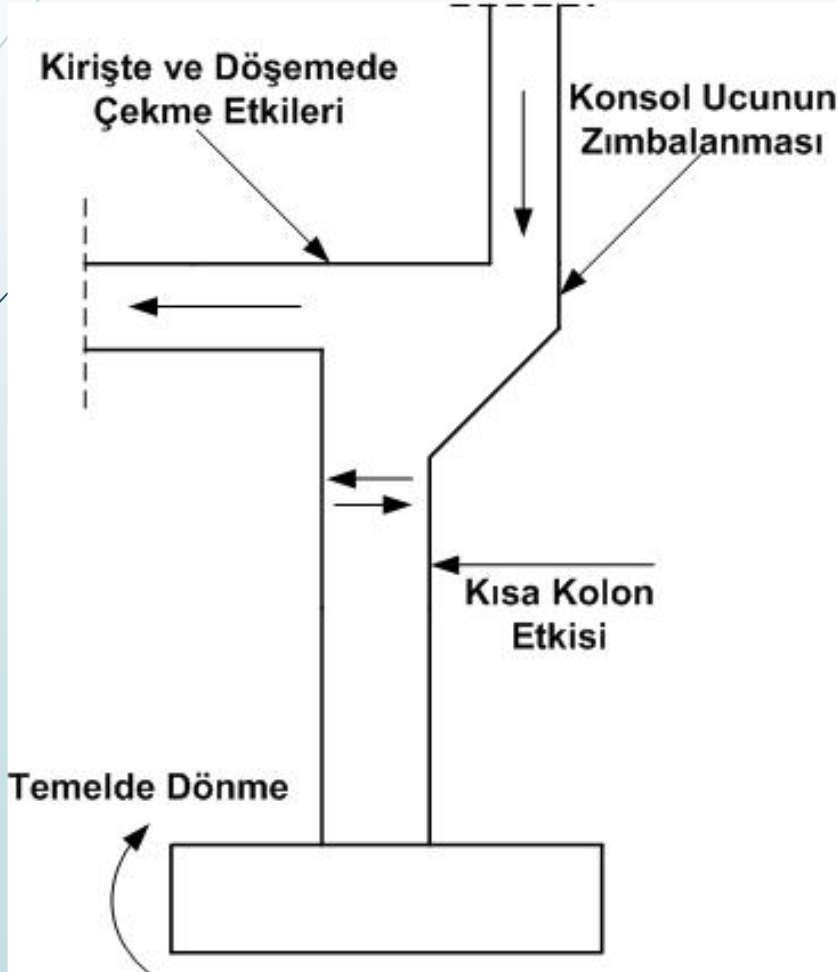 Kirişte ve Döşemede
Çekme Etkileri
Konsol Ucunun
Zımbalanması
Kısa Kolon
Etkisi
Temelde Dönme